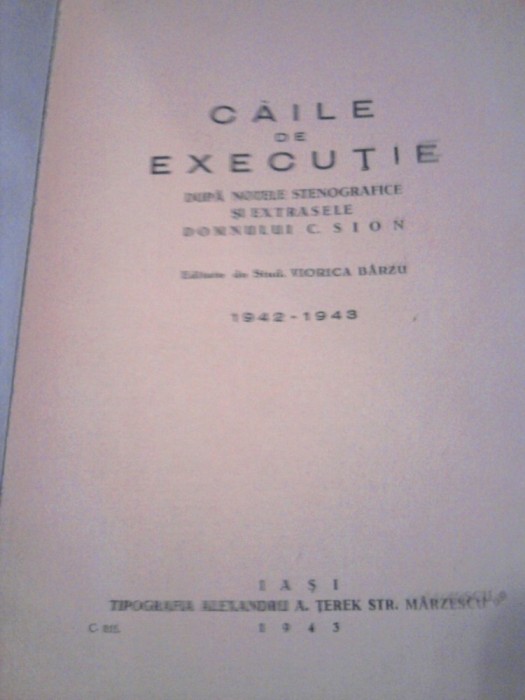 CĂILE
DE
EXECUȚIE
DUPĂ NOTELE STENOGRAFICE
ȘI EXTRASELE
DOMNULUI C. SION
Editate de Stud. VIORICA BÂRZU
1942-1943
IAȘI
TIPOGRAFIA ALEXANDRU A. ȚEREK STR. MÂRZESCU
1943